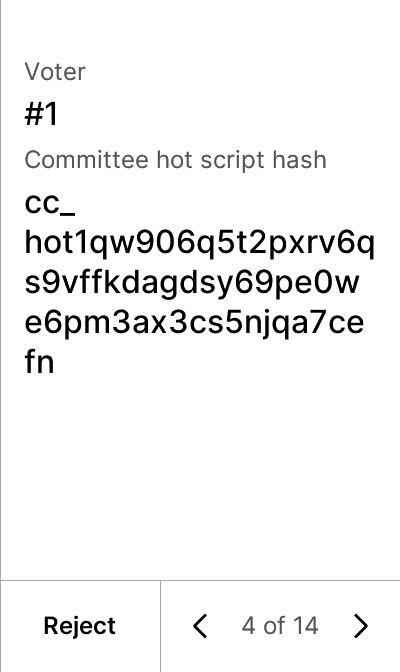 Voter
#1
Committee hot script hash
cc_
hot1qw906q5t2pxrv6q
s9vffkdagdsy69pe0w
e6pm3ax3cs5njqa7ce
fn
Reject
4 of 14